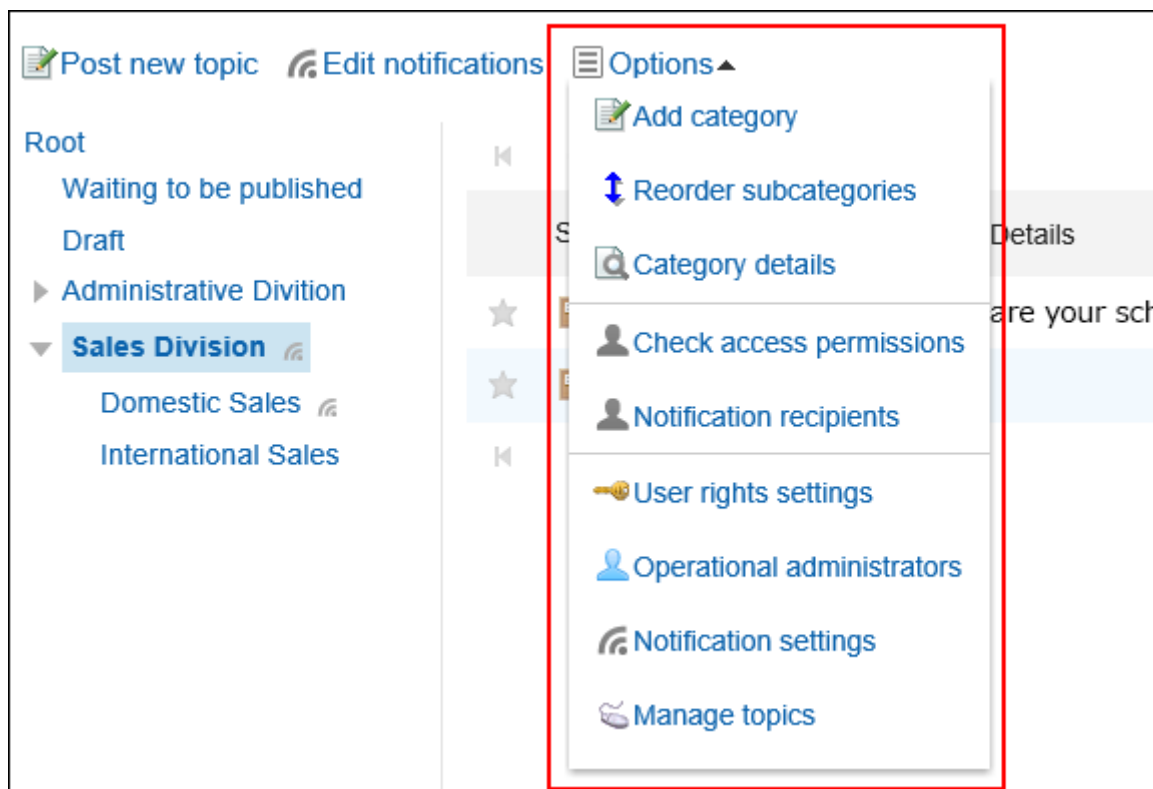 Post new topic Edit notifications Options
Root
Waiting to be published
Draft
Administrative Divition
Sales Division
Domestic Sales
International Sales
Add category
Reorder subcategories
Category details
Check access permissions
Notification recipients
User rights settings
Operational administrators
Notification settings
Manage topics
S
Details
are your sch